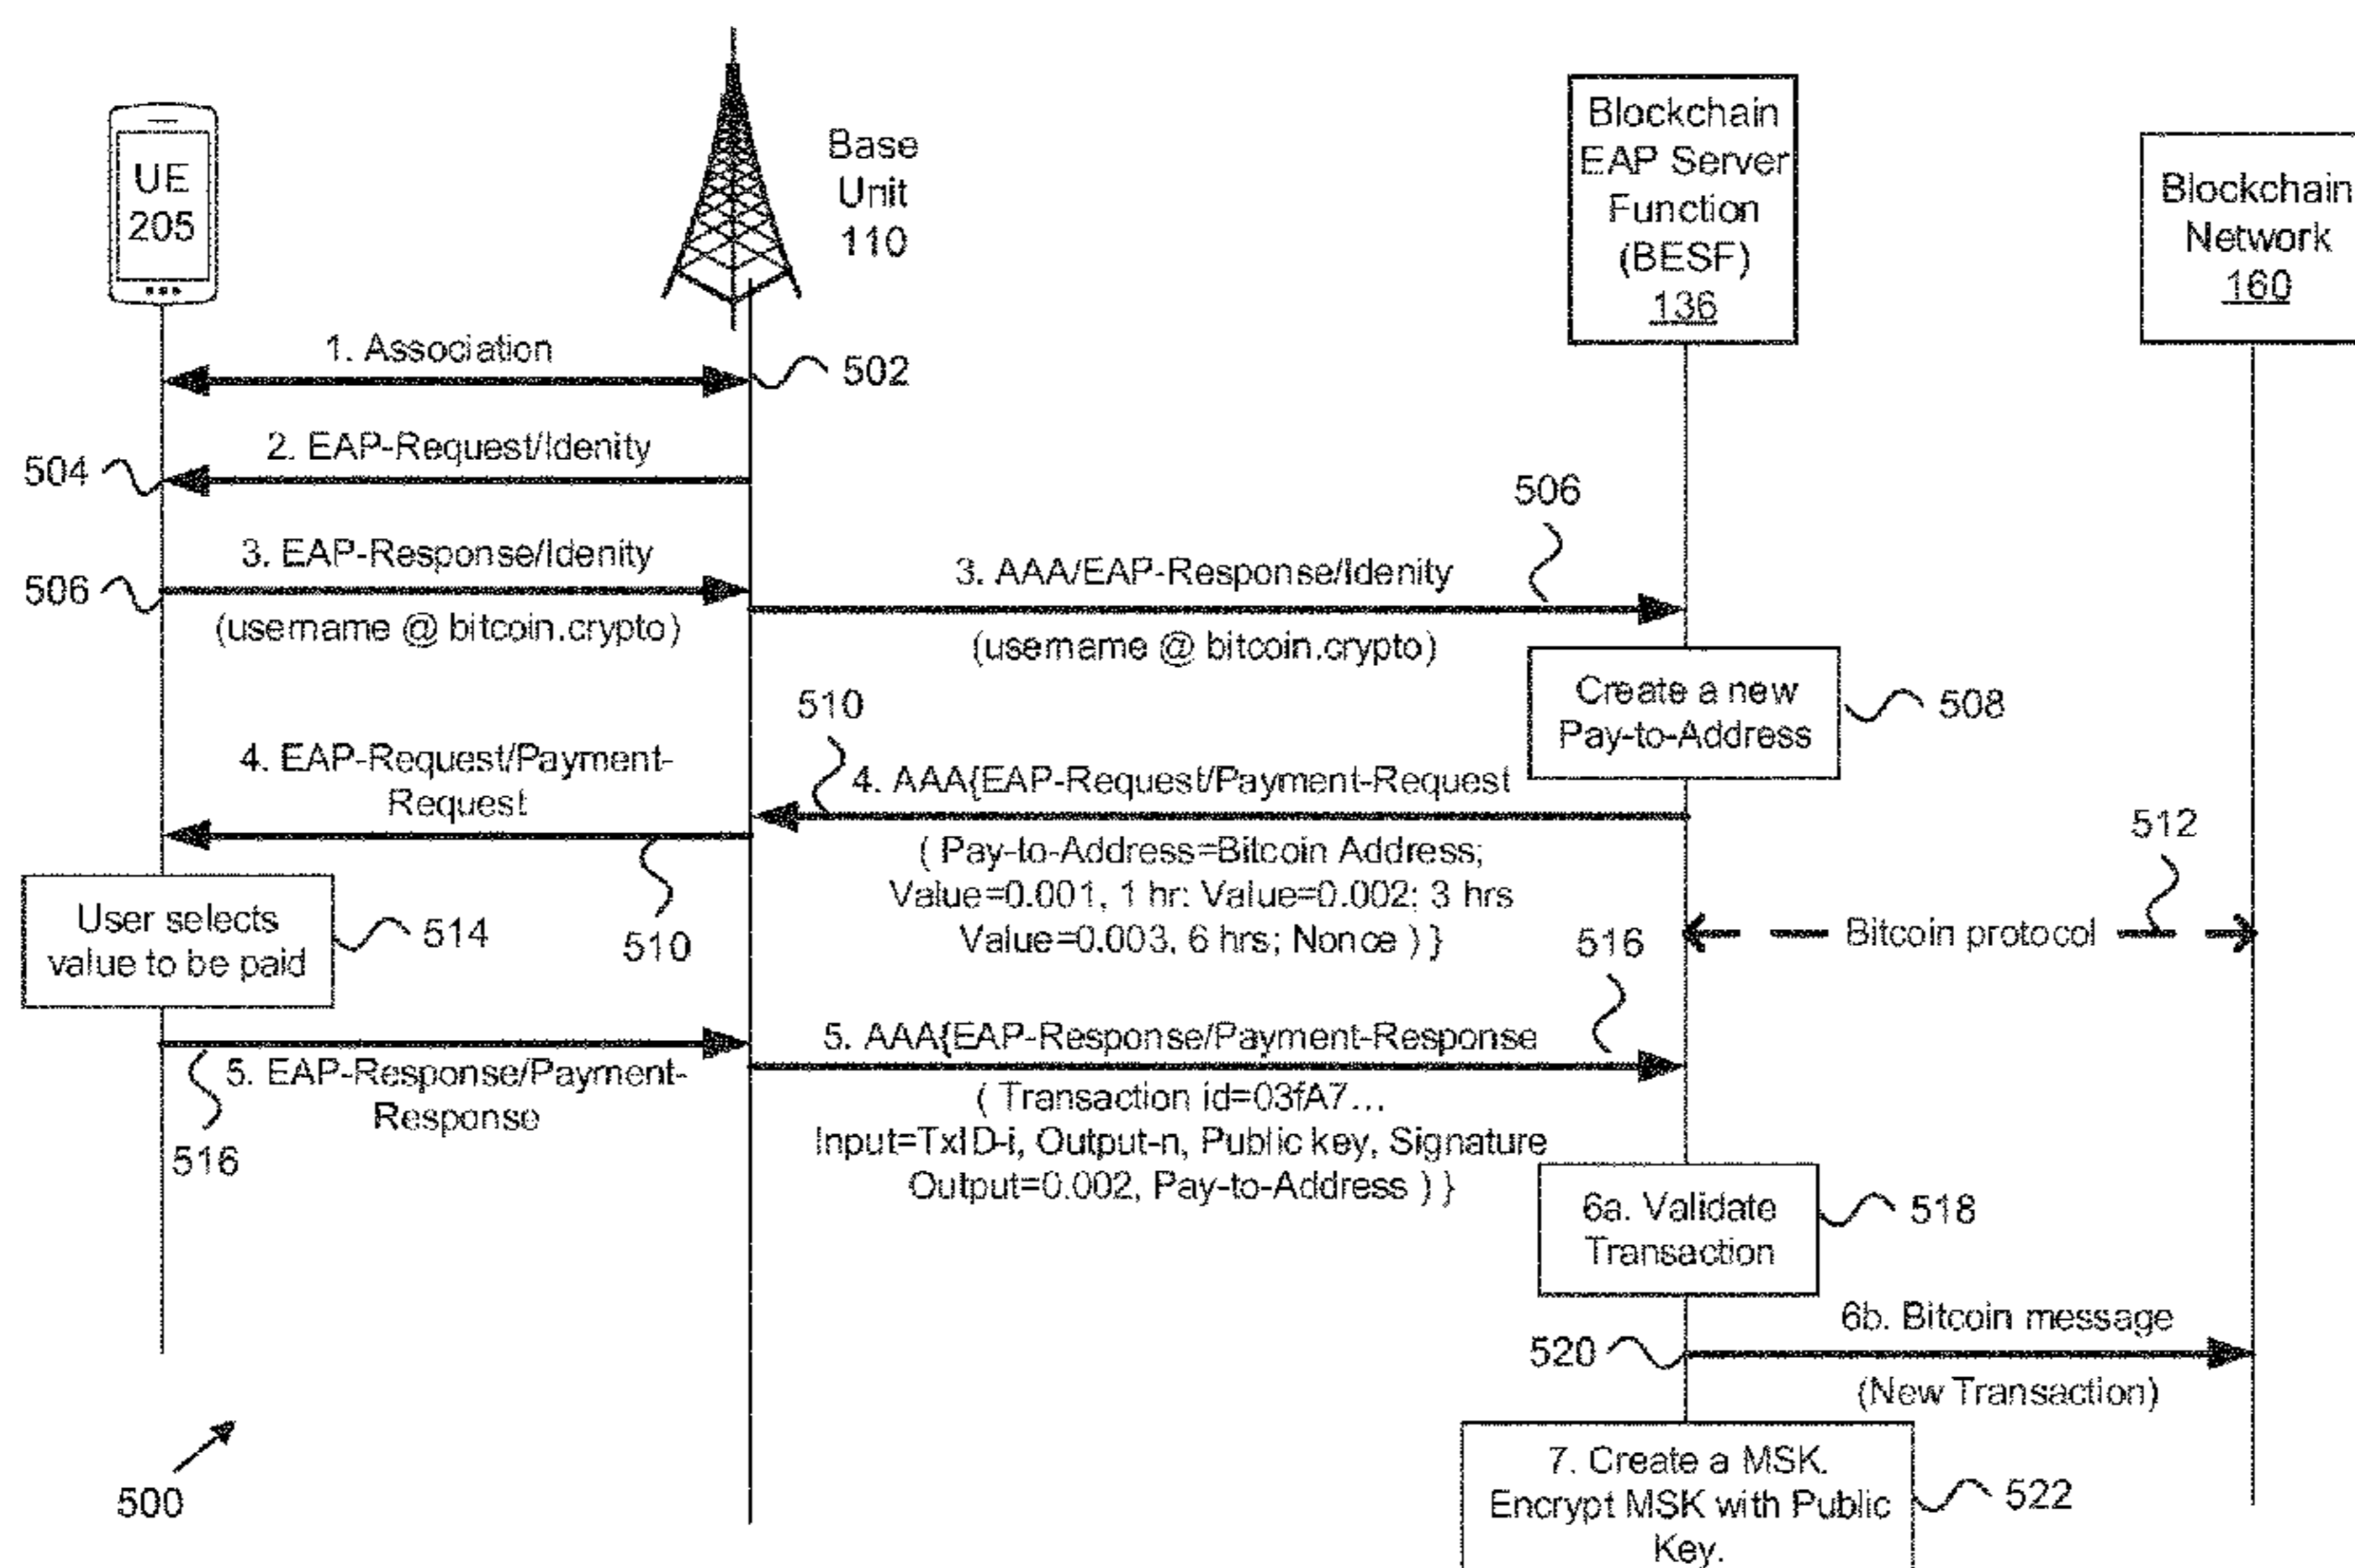 UE
205
Base
Unit
110
Blockchain
EAP Server
Function
(BESF)
136
Blockchain
Network
160
1. Association
502
2. EAP-Request/Idenity
504
3. EAP-Response/Idenity
506
(username @ bitcoin.crypto)
506
3. AAA/EAP-Response/Idenity
(username @ bitcoin.crypto)
Create a new
Pay-to-Address
508
510
4. EAP-Request/Payment-
Request
4. AAA{EAP-Request/Payment-Request
( Pay-to-Address=Bitcoin Address;
Value=0.001, 1 hr: Value=0.002; 3 hrs
Value=0.003, 6 hrs; Nonce ) }
512
Bitcoin protocol
User selects
value to be paid
514
510
516
5. EAP-Response/Payment-
Response
516
5. AAA{EAP-Response/Payment-Response
( Transaction id=03fA7...
Input=TxID-i, Output-n, Public key, Signature
Output=0.002, Pay-to-Address ) }
6a. Validate
Transaction
518
6b. Bitcoin message
520
(New Transaction)
7. Create a MSK.
Encrypt MSK with Public
Key.
522
500